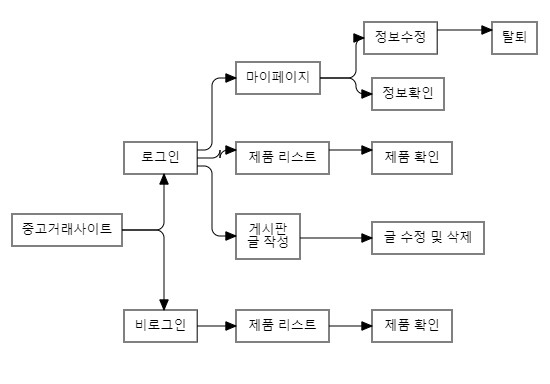 정보수정
탈퇴
마이페이지
정보확인
로그인
제품 리스트
제품 확인
중고거래사이트
게시판
글 작성
글 수정 및 삭제
비로그인
제품 리스트
제품 확인